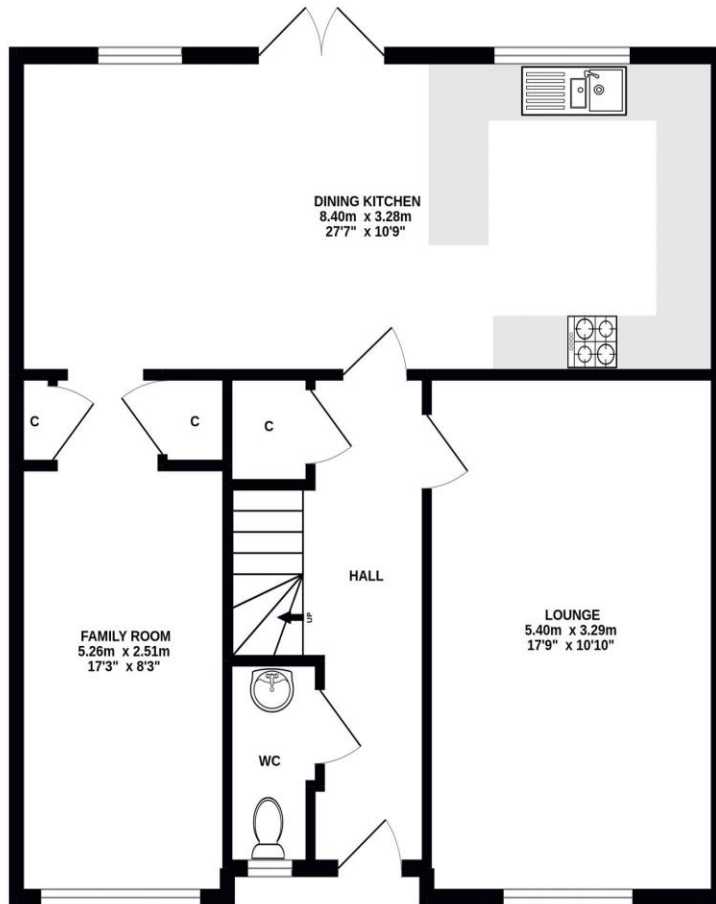 DINING KITCHEN
8.40m x 3.28m
27'7" x 10'9"
C
C
C
HALL
UP
FAMILY ROOM
5.26m x 2.51m
17'3" x 8'3"
LOUNGE
5.40m x 3.29m
17'9" x 10'10"
WC